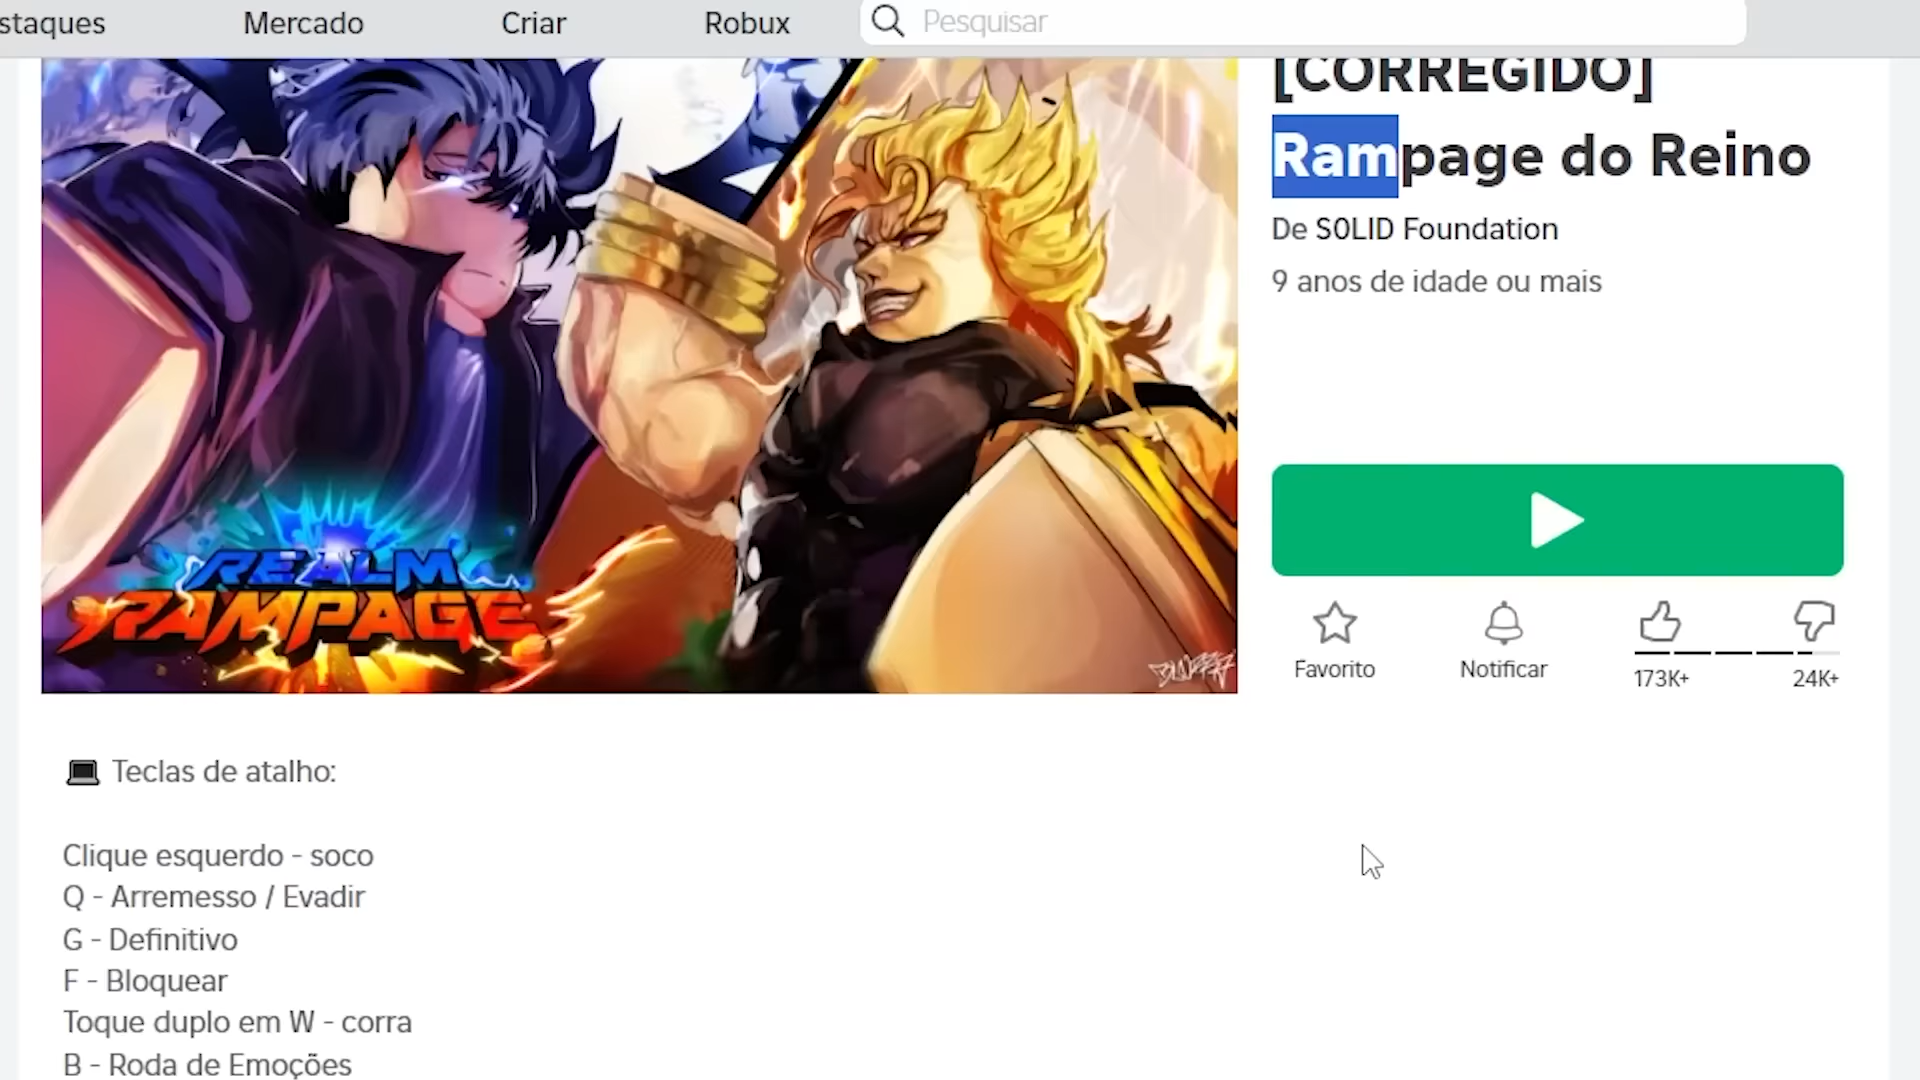 staques Mercado Criar Robux Pesquisar
[CORREGIDO]
Rampage do Reino
De S0LID Foundation
9 anos de idade ou mais
REALM
RAMPAGE
Favorito Notificar 173K+ 24K+
Teclas de atalho:
Clique esquerdo - soco
Q - Arremesso / Evadir
G - Definitivo
F - Bloquear
Toque duplo em W - corra
B - Roda de Emoções